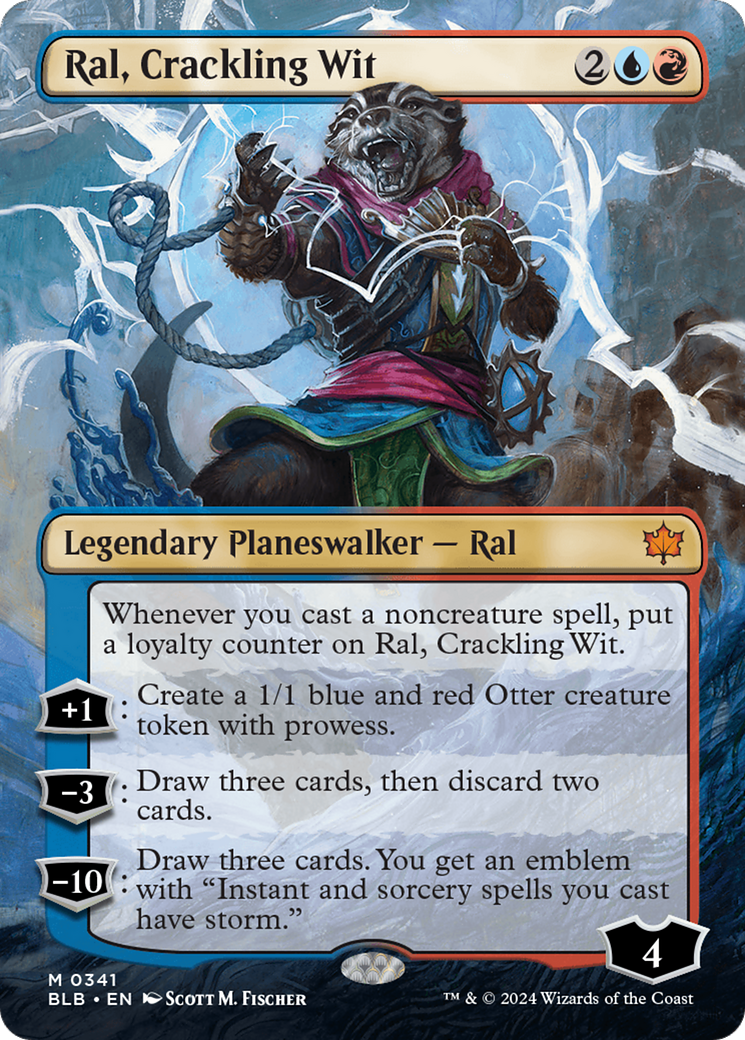 Ral, Crackling Wit 2
Legendary Planeswalker — Ral
Whenever you cast a noncreature spell, put
a loyalty counter on Ral, Crackling Wit.
+1: Create a 1/1 blue and red Otter creature
token with prowess.
−3: Draw three cards, then discard two
cards.
−10: Draw three cards. You get an emblem
with “Instant and sorcery spells you cast
have storm.”
4
M 0341
BLB • EN Scott M. Fischer
™ & © 2024 Wizards of the Coast